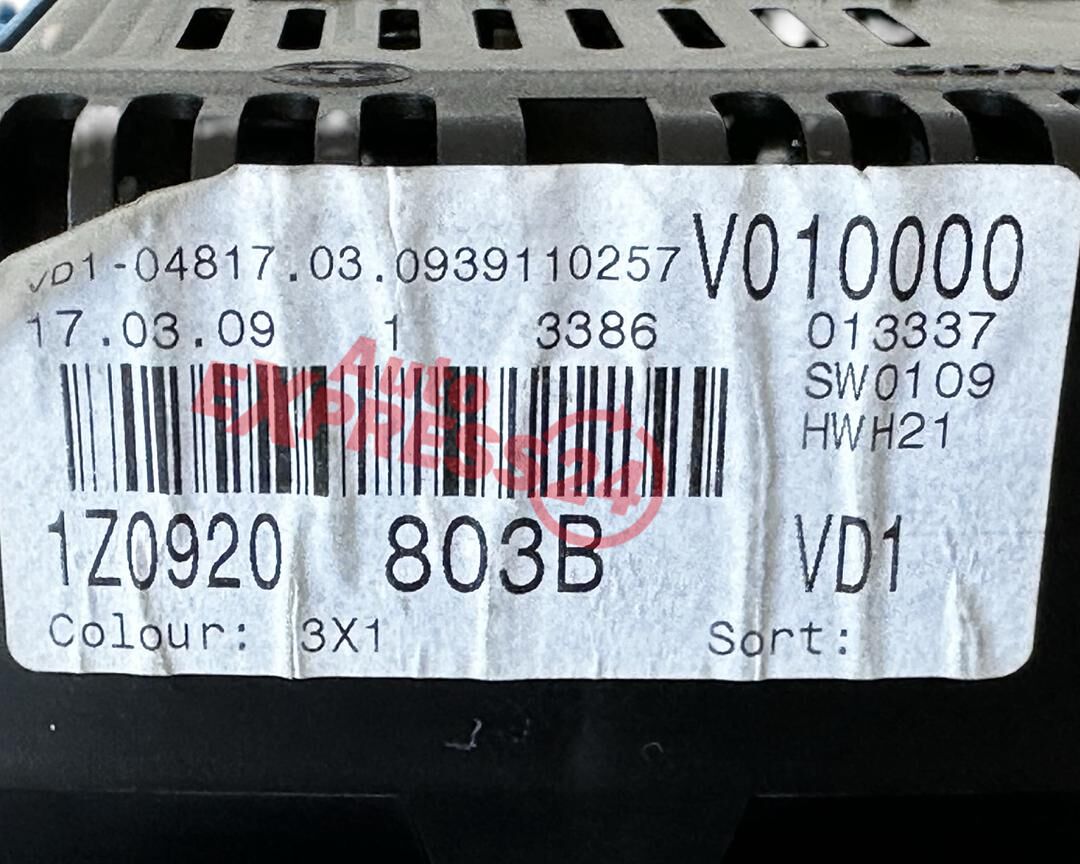 VD1-04817.03.0939110257 V010000
17.03.09 1 3386 013337
SW0109
HWH21
Auto
EXPRESS24
1Z0920 803B VD1
Colour: 3X1 Sort: